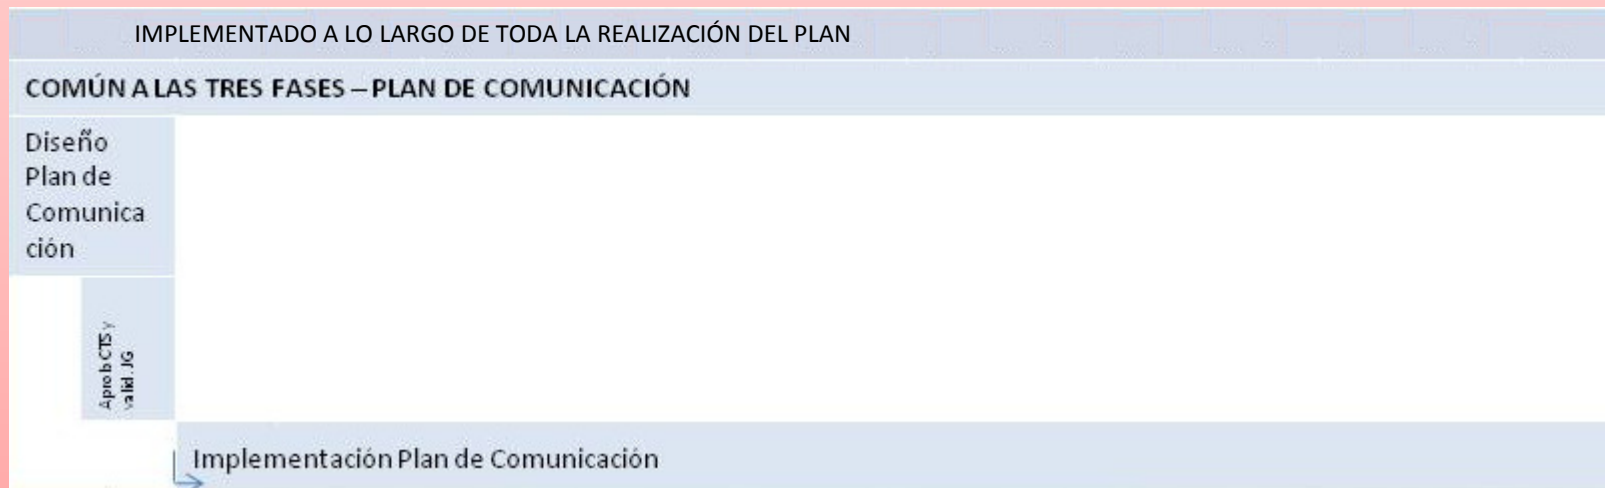 IMPLEMENTADO A LO LARGO DE TODA LA REALIZACIÓN DEL PLAN
COMÚN A LAS TRES FASES – PLAN DE COMUNICACIÓN
Diseño
Plan de
Comunica
ción
Aprob CTS y
valid. JG
Implementación Plan de Comunicación